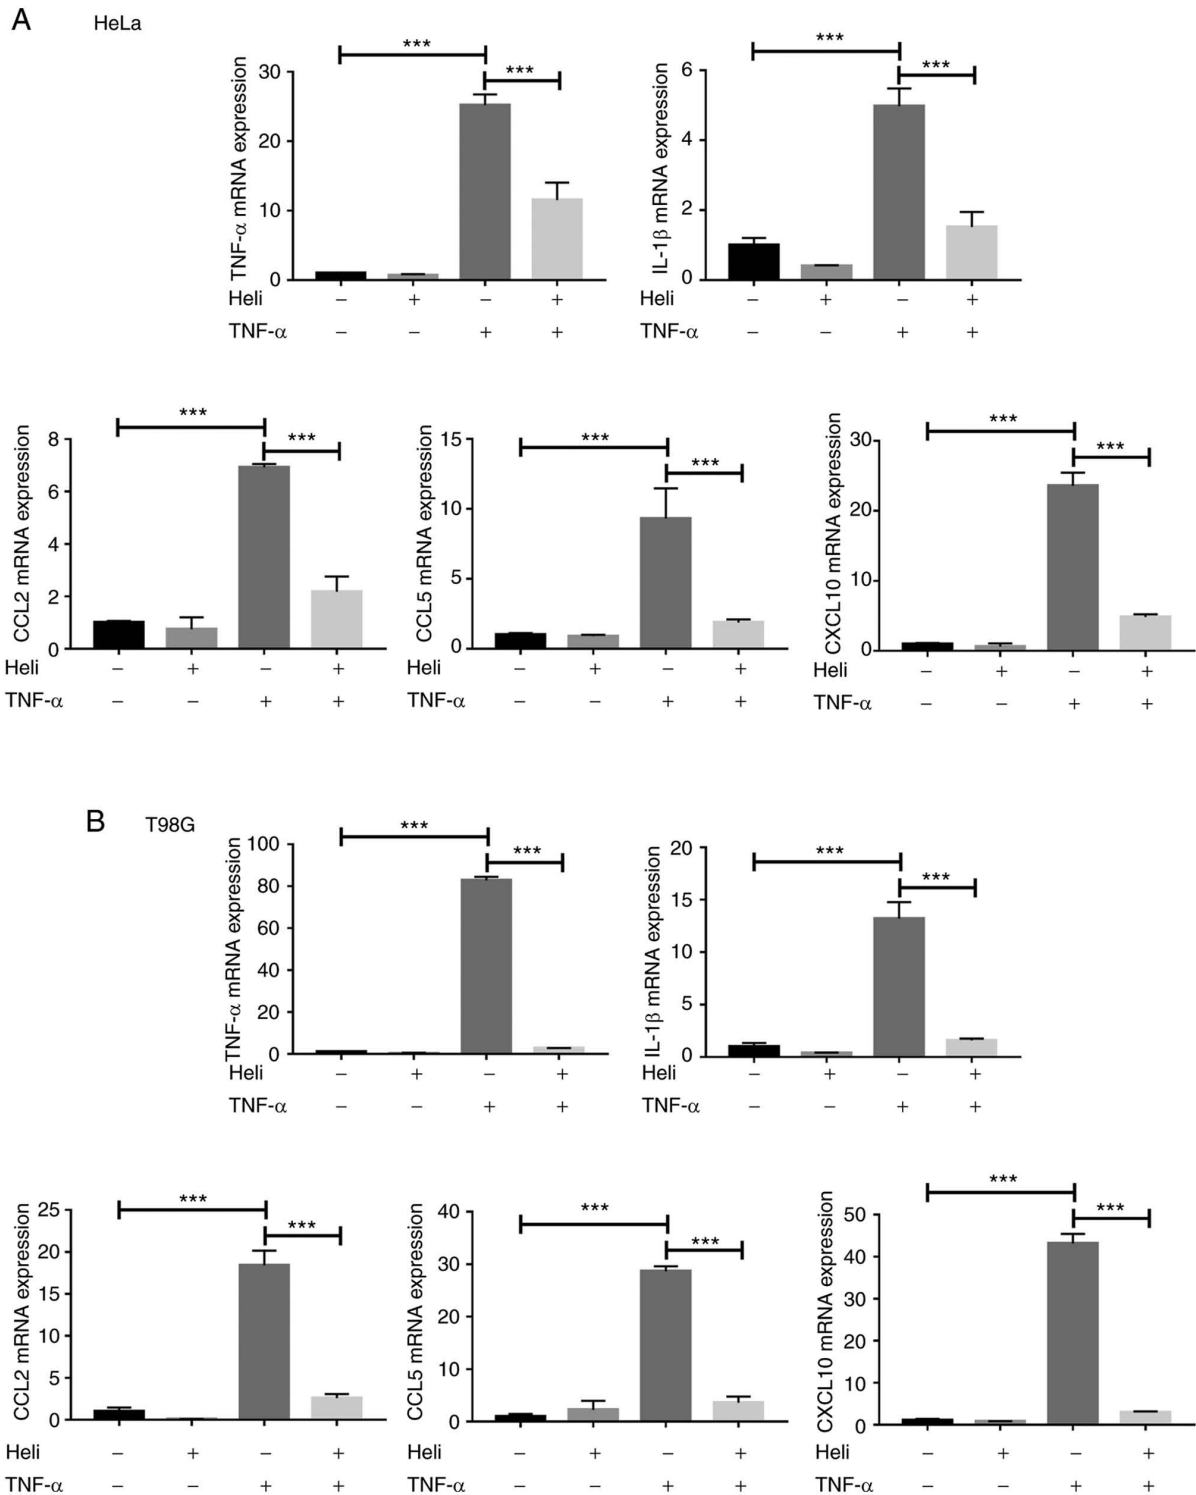 A HeLa
*** ***
TNF-α mRNA expression
30
20
10
0
Heli − + − +
TNF-α − − + +
*** ***
IL-1β mRNA expression
6
4
2
0
Heli − + − +
TNF-α − − + +
*** ***
CCL2 mRNA expression
8
6
4
2
0
Heli − + − +
TNF-α − − + +
*** ***
CCL5 mRNA expression
15
10
5
0
Heli − + − +
TNF-α − − + +
*** ***
CXCL10 mRNA expression
30
20
10
0
Heli − + − +
TNF-α − − + +
B T98G
*** ***
TNF-α mRNA expression
100
80
60
40
20
0
Heli − + − +
TNF-α − − + +
*** ***
IL-1β mRNA expression
20
15
10
5
0
Heli − + − +
TNF-α − − + +
*** ***
CCL2 mRNA expression
25
20
15
10
5
0
Heli − + − +
TNF-α − − + +
*** ***
CCL5 mRNA expression
40
30
20
10
0
Heli − + − +
TNF-α − − + +
*** ***
CXCL10 mRNA expression
50
40
30
20
10
0
Heli − + − +
TNF-α − − + +